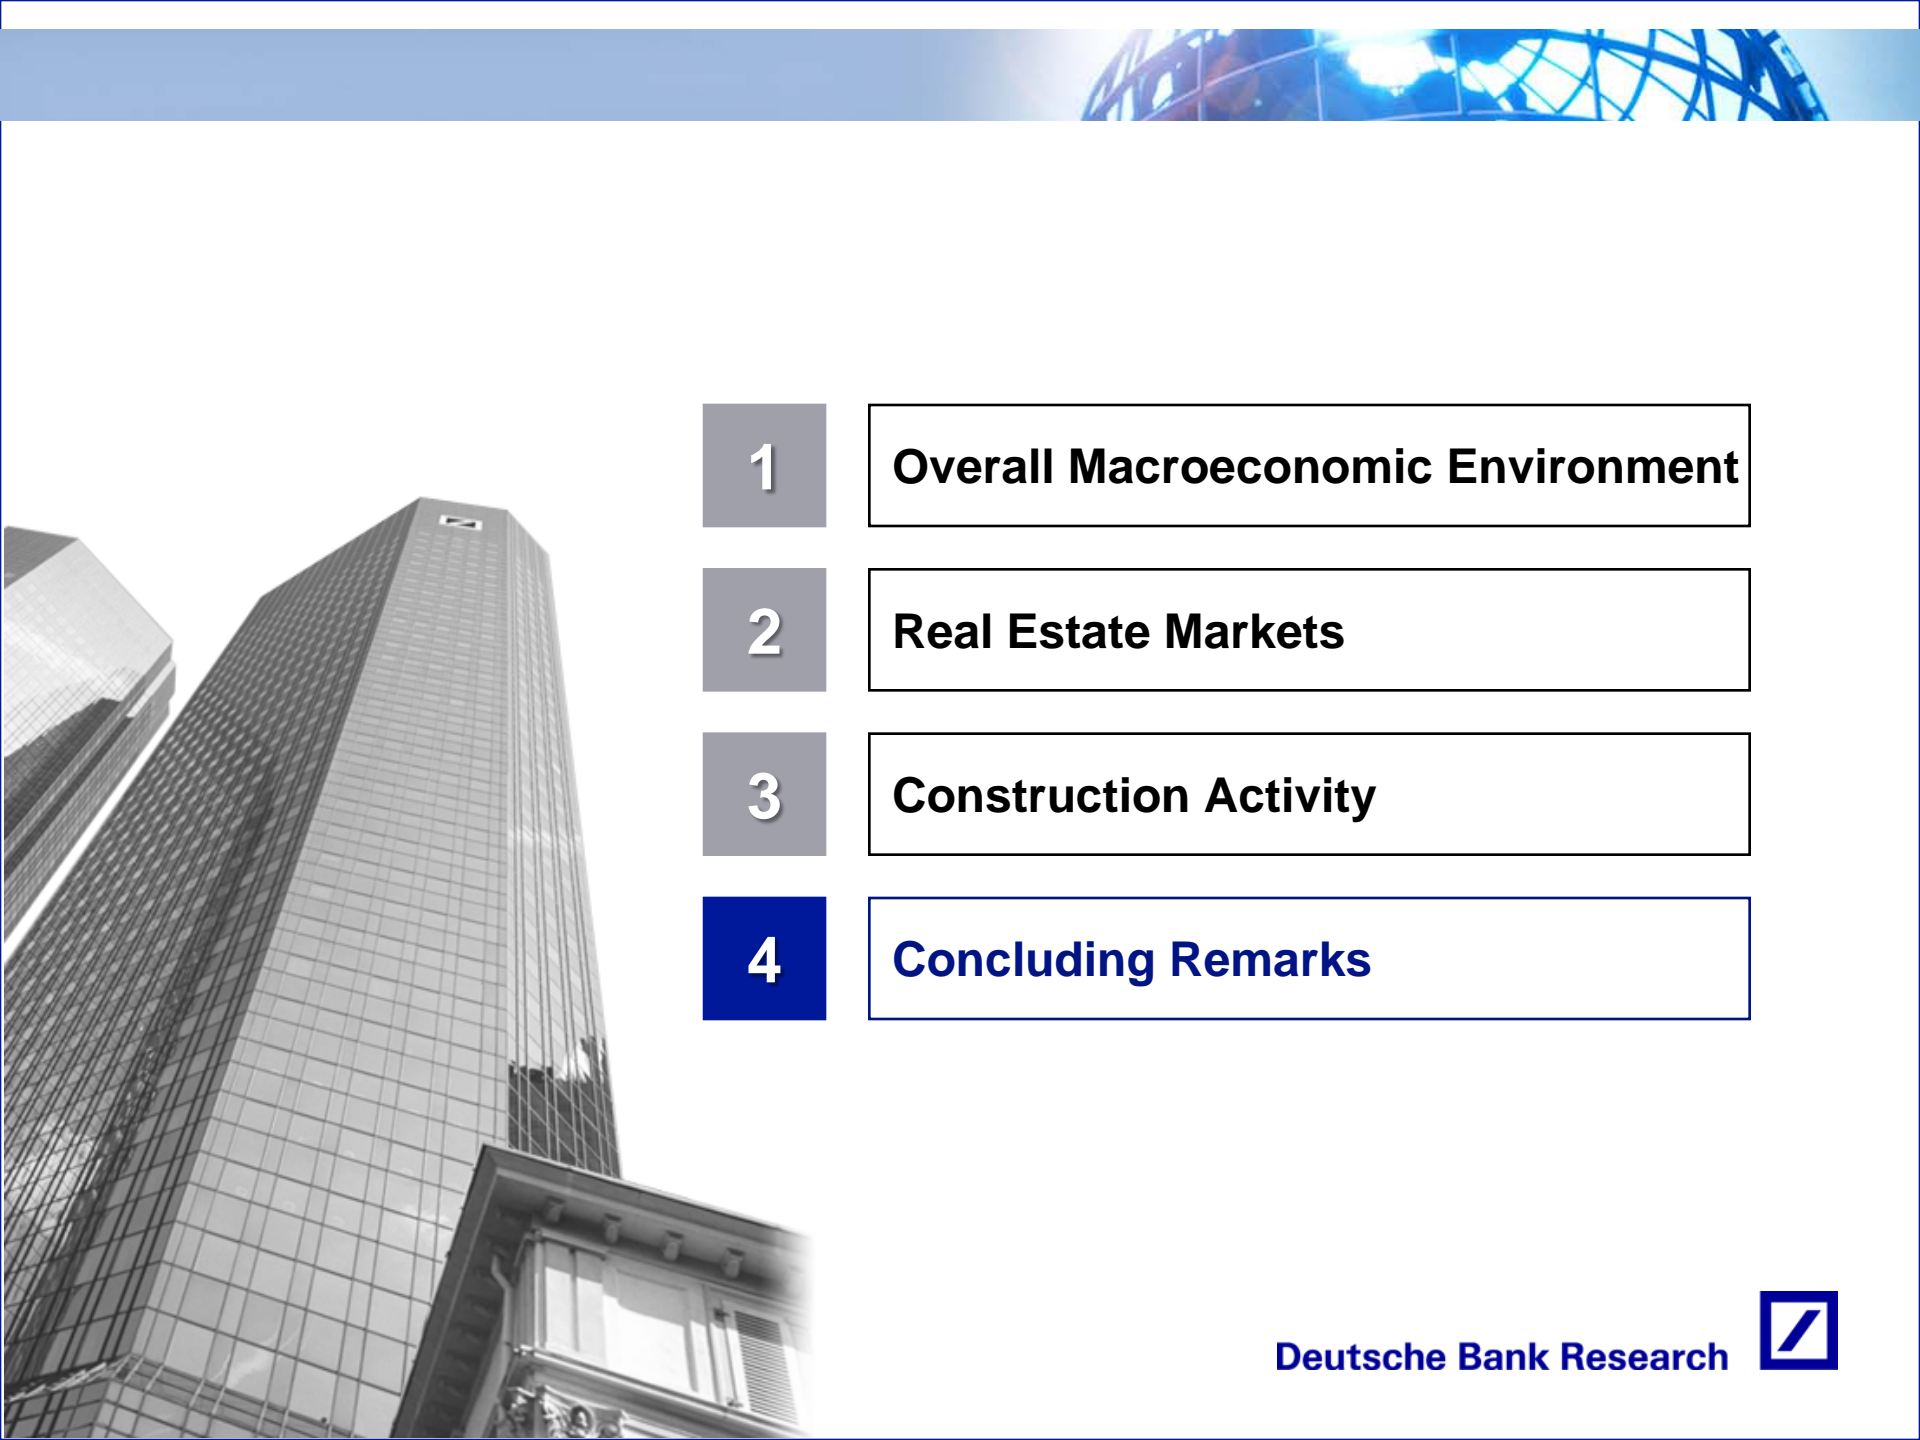 1
Overall Macroeconomic Environment
2
Real Estate Markets
3
Construction Activity
4
Concluding Remarks
Deutsche Bank Research